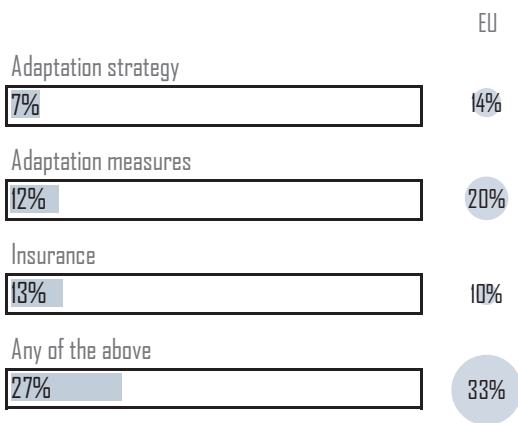 EU
Adaptation strategy
7% 14%
Adaptation measures
12% 20%
Insurance
13% 10%
Any of the above
27% 33%